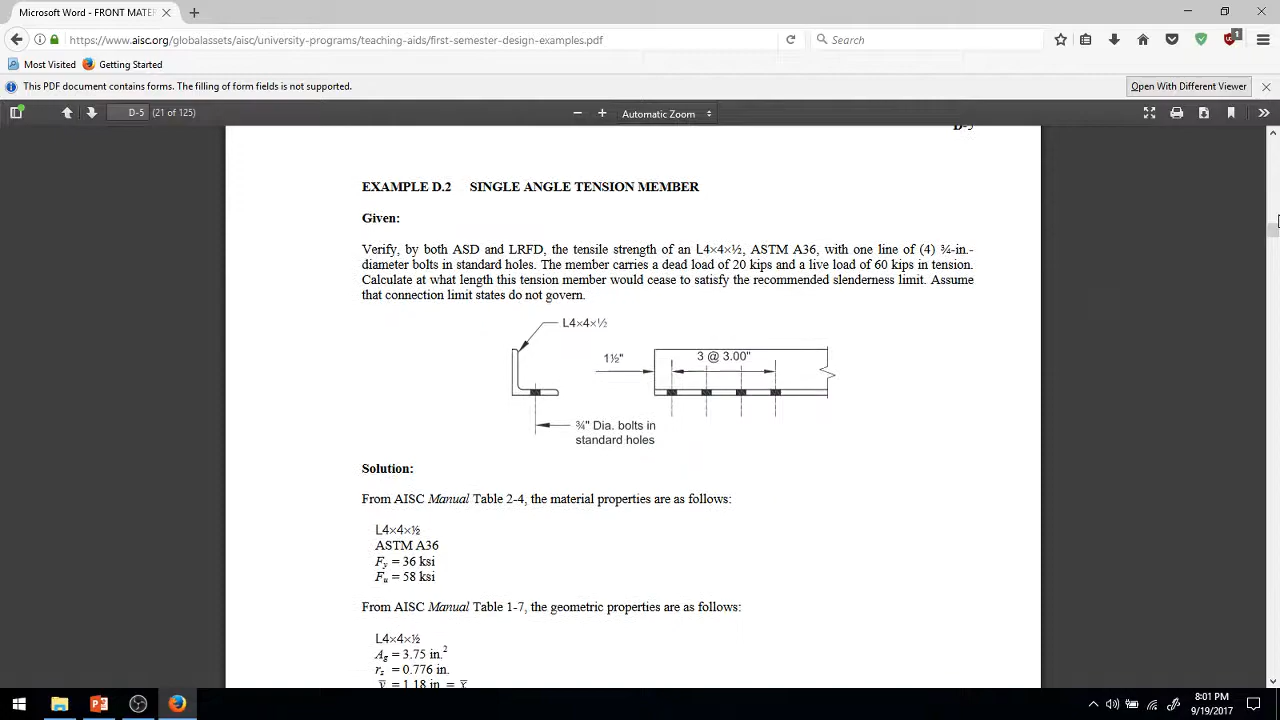 Microsoft Word - FRONT MATER
https://www.aisc.org/globalassets/aisc/university-programs/teaching-aids/first-semester-design-examples.pdf
Search
1
Most Visited
Getting Started
This PDF document contains forms. The filling of form fields is not supported.
Open With Different Viewer
D-5
(21 of 125)
Automatic Zoom
D-5
EXAMPLE D.2 SINGLE ANGLE TENSION MEMBER
Given:
Verify, by both ASD and LRFD, the tensile strength of an L4×4×½, ASTM A36, with one line of (4) ¾-in.-
diameter bolts in standard holes. The member carries a dead load of 20 kips and a live load of 60 kips in tension.
Calculate at what length this tension member would cease to satisfy the recommended slenderness limit. Assume
that connection limit states do not govern.
L4×4×½
1½"
3 @ 3.00"
¾" Dia. bolts in
standard holes
Solution:
From AISC Manual Table 2-4, the material properties are as follows:
L4×4×½
ASTM A36
Fy = 36 ksi
Fu = 58 ksi
From AISC Manual Table 1-7, the geometric properties are as follows:
L4×4×½
Ag = 3.75 in.2
rz = 0.776 in.
y̅ = 1.18 in = x̅
8:01 PM
9/19/2017